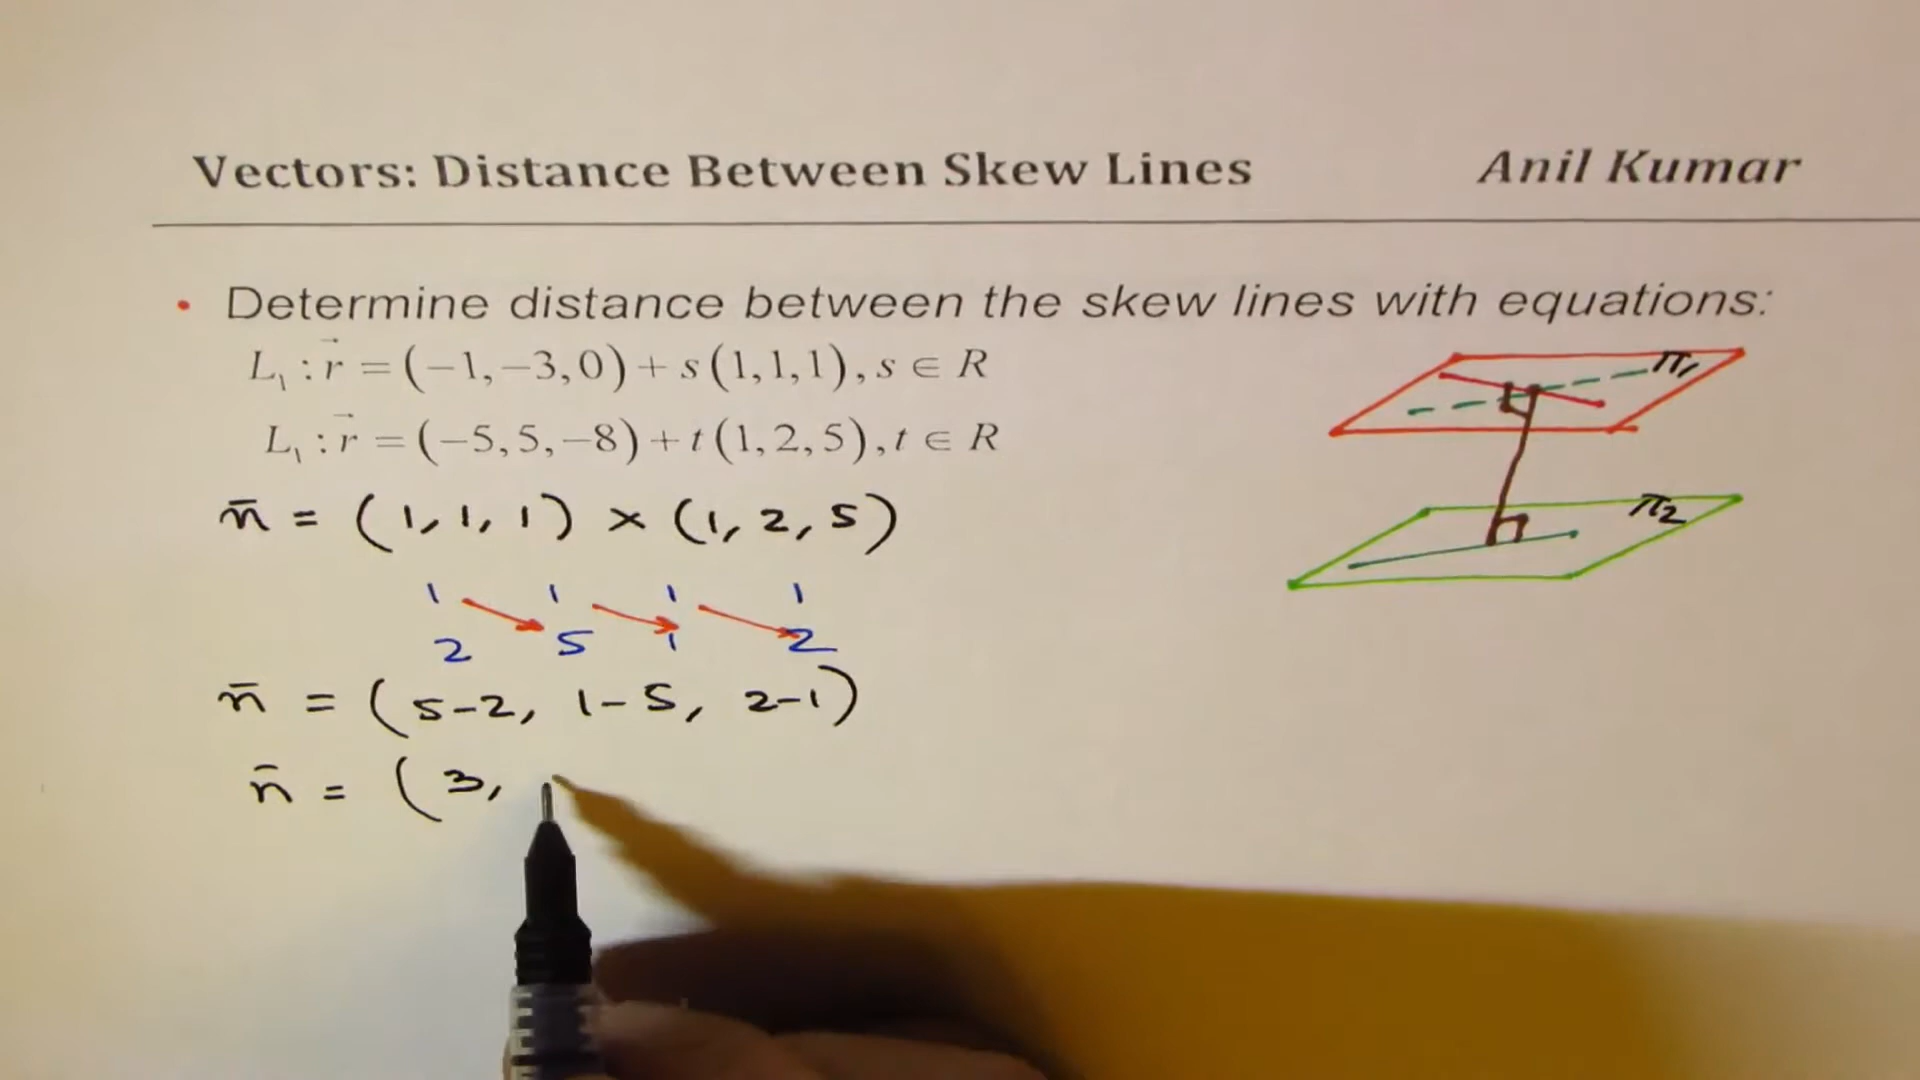 Vectors: Distance Between Skew Lines Anil Kumar
• Determine distance between the skew lines with equations:
L₁ : r⃗ = (−1,−3,0) + s(1,1,1), s ∈ R
L₁ : r⃗ = (−5,5,−8) + t(1,2,5), t ∈ R
π₁
π₂
n̄ = (1, 1, 1) × (1, 2, 5)
1 1 1 1
2 5 1 2
n̄ = (5-2, 1-5, 2-1)
n̄ = (3,